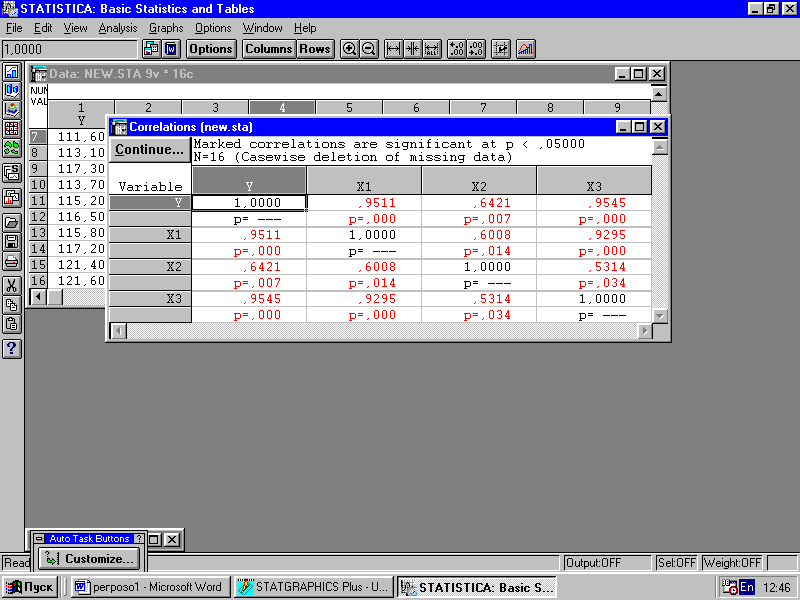 STATISTICA: Basic Statistics and Tables
File Edit View Analysis Graphs Options Window Help
1,0000 Options Columns Rows
Data: NEW.STA 9v * 16c
NUM
VAL
1 2 3 4 5 6 7 8 9
Y
7 111,60
8 113,10
9 117,30
10 113,70
11 115,20
12 116,50
13 115,80
14 117,20
15 121,40
16 121,60
Correlations (new.sta)
Continue... Marked correlations are significant at p < ,05000
N=16 (Casewise deletion of missing data)
Variable Y X1 X2 X3
Y 1,0000 ,9511 ,6421 ,9545
p= --- p=,000 p=,007 p=,000
X1 ,9511 1,0000 ,6008 ,9295
p=,000 p= --- p=,014 p=,000
X2 ,6421 ,6008 1,0000 ,5314
p=,007 p=,014 p= --- p=,034
X3 ,9545 ,9295 ,5314 1,0000
p=,000 p=,000 p=,034 p= ---
Auto Task Buttons ?
Customize...
Read Output:OFF Sel:OFF Weight:OFF
Пуск регрозо1 - Microsoft Word STATGRAPHICS Plus - U... STATISTICA: Basic S... En 12:46